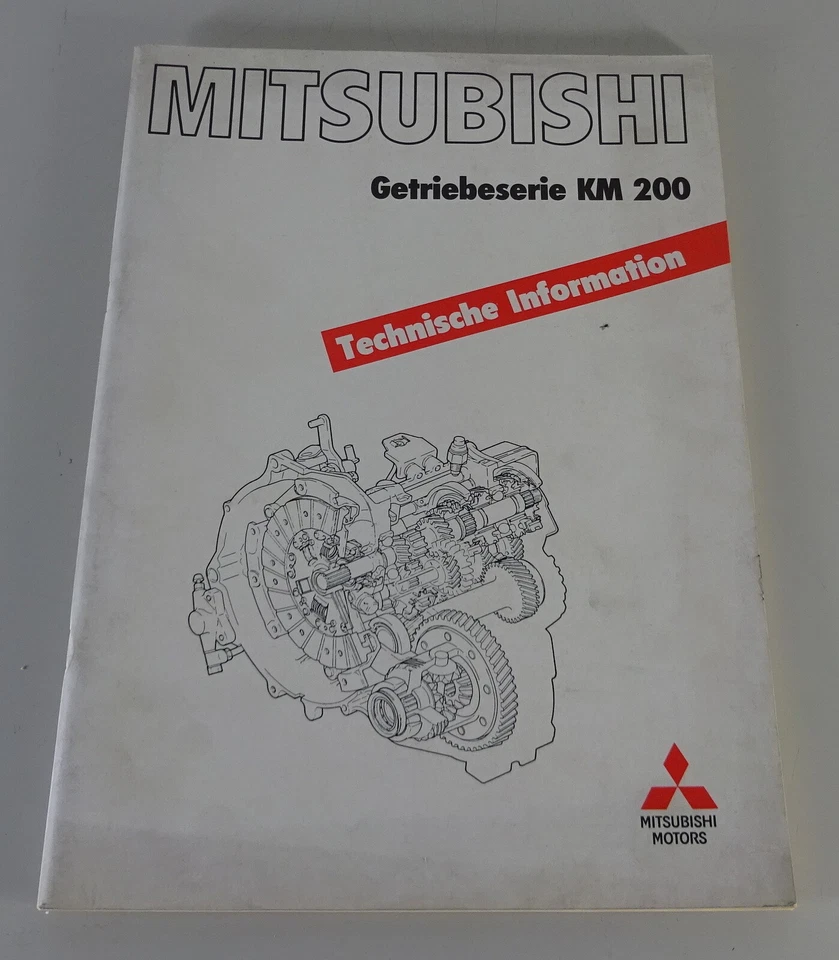 MITSUBISHI
Getriebeserie KM 200
Technische Information
MITSUBISHI
MOTORS